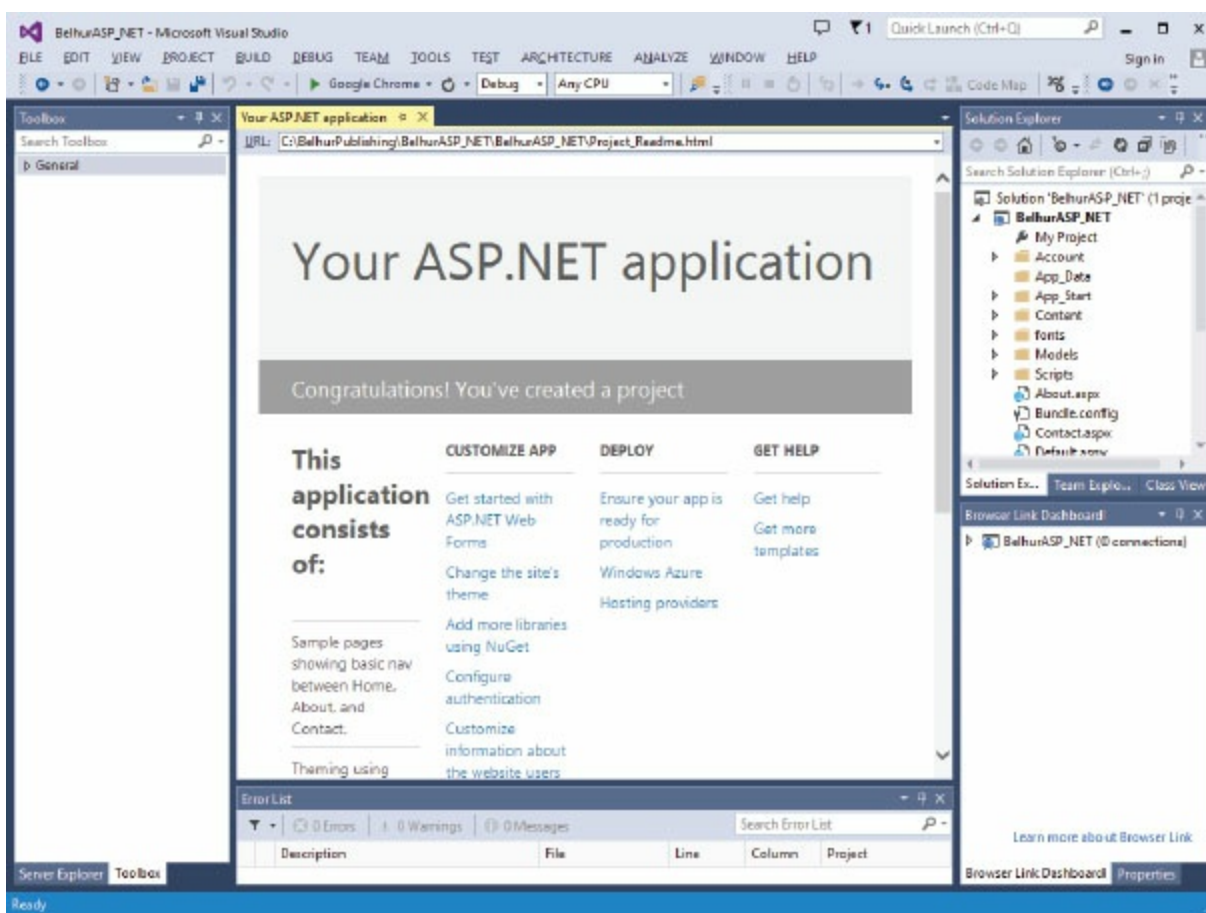 BelhurASP_NET - Microsoft Visual Studio
1
Quick Launch (Ctrl+Q)
FILE EDIT VIEW PROJECT BUILD DEBUG TEAM TOOLS TEST ARCHITECTURE ANALYZE WINDOW HELP
Sign in
Google Chrome Debug Any CPU Code Map
Toolbox
Search Toolbox
General
Your ASP.NET application
URL: C:\BelhurPublishing\BelhurASP_NET\BelhurASP_NET\Project_Readme.html
Your ASP.NET application
Congratulations! You've created a project
This
application
consists
of:
Sample pages
showing basic nav
between Home,
About, and
Contact.
Theming using
CUSTOMIZE APP
Get started with
ASP.NET Web
Forms
Change the site's
theme
Add more libraries
using NuGet
Configure
authentication
Customize
information about
the website users
DEPLOY
Ensure your app is
ready for
production
Windows Azure
Hosting providers
GET HELP
Get help
Get more
templates
Error List
0 Errors 0 Warnings 0 Messages
Search Error List
Description File Line Column Project
Server Explorer Toolbox
Solution Explorer
Search Solution Explorer (Ctrl+;)
Solution 'BelhurASP_NET' (1 proje
BelhurASP_NET
My Project
Account
App_Data
App_Start
Content
fonts
Models
Scripts
About.aspx
Bundle.config
Contact.aspx
Default.aspx
Solution Ex... Team Explo... Class View
Browser Link Dashboard
BelhurASP_NET (0 connections)
Learn more about Browser Link
Browser Link Dashboard Properties
Ready